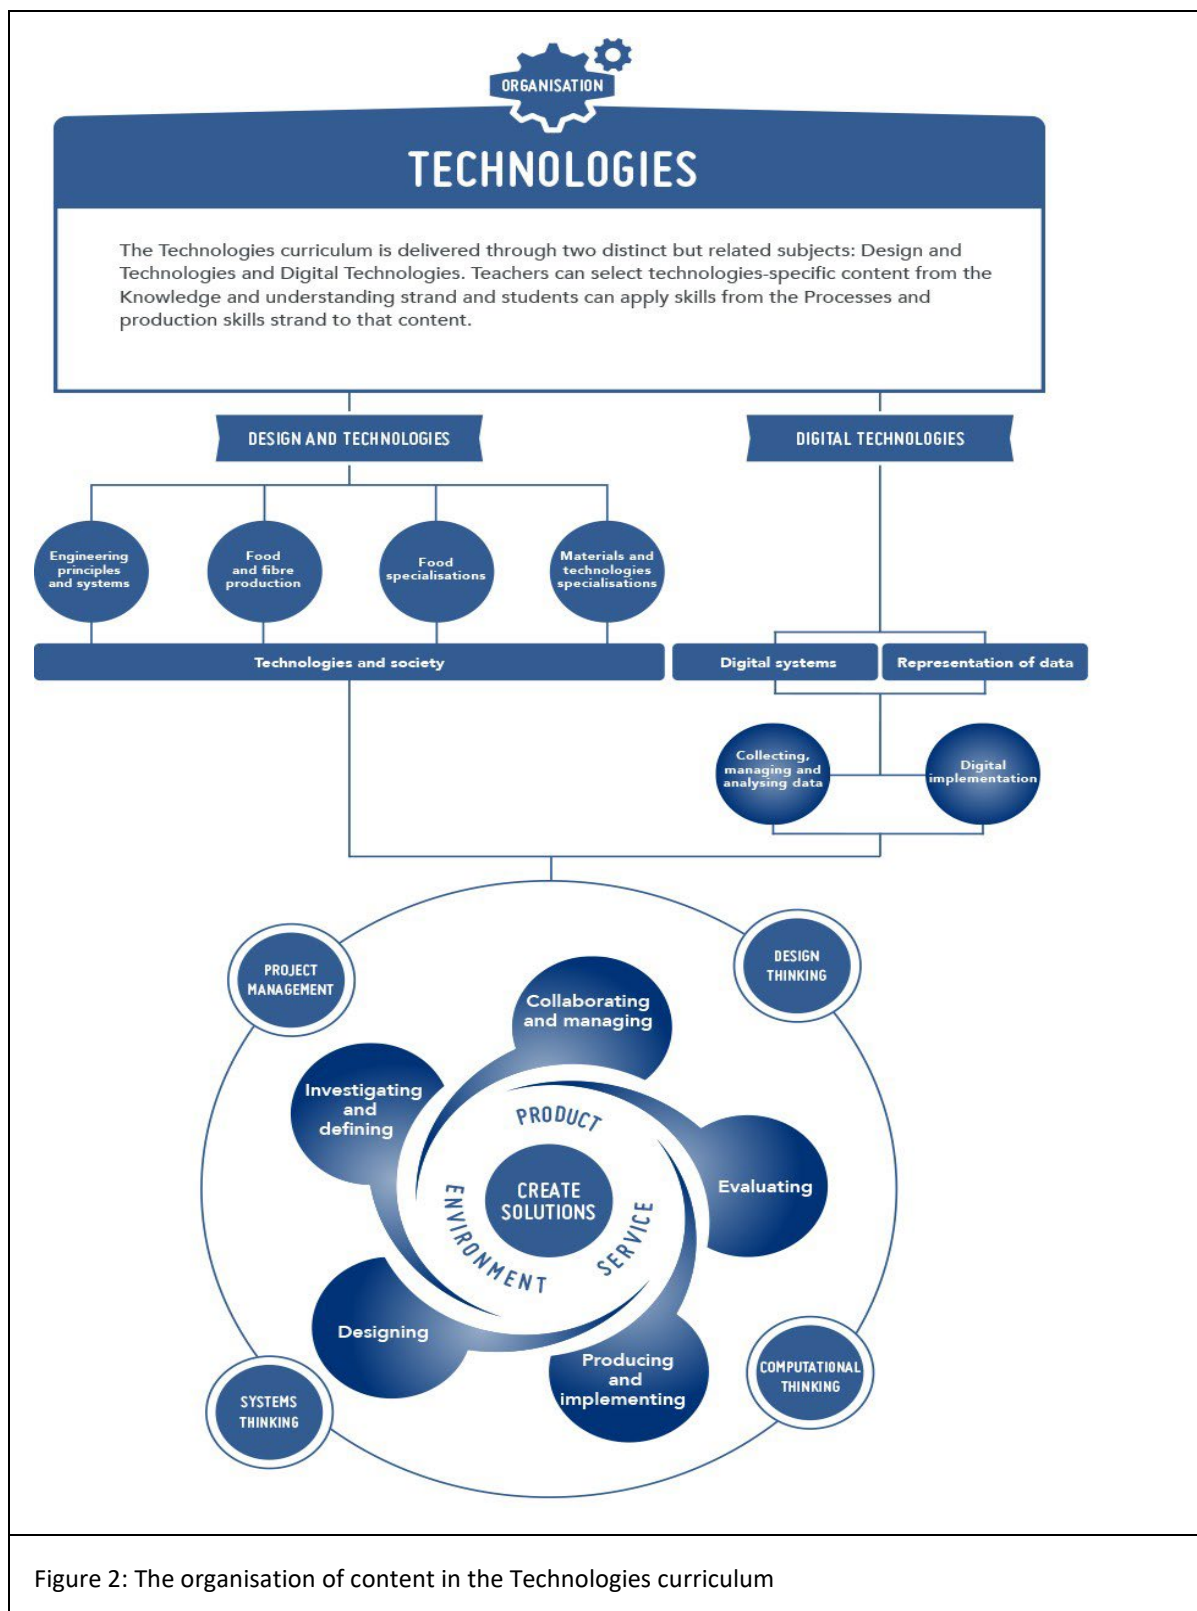 ORGANISATION
TECHNOLOGIES
The Technologies curriculum is delivered through two distinct but related subjects: Design and
Technologies and Digital Technologies. Teachers can select technologies-specific content from the
Knowledge and understanding strand and students can apply skills from the Processes and
production skills strand to that content.
DESIGN AND TECHNOLOGIES
DIGITAL TECHNOLOGIES
Engineering
principles
and systems
Food
and fibre
production
Food
specialisations
Materials and
technologies
specialisations
Technologies and society
Digital systems
Representation of data
Collecting,
managing and
analysing data
Digital
implementation
PROJECT
MANAGEMENT
DESIGN
THINKING
Collaborating
and managing
Investigating
and
defining
PRODUCT
ENVIRONMENT
SERVICE
CREATE
SOLUTIONS
Evaluating
Designing
Producing
and
implementing
SYSTEMS
THINKING
COMPUTATIONAL
THINKING
Figure 2: The organisation of content in the Technologies curriculum